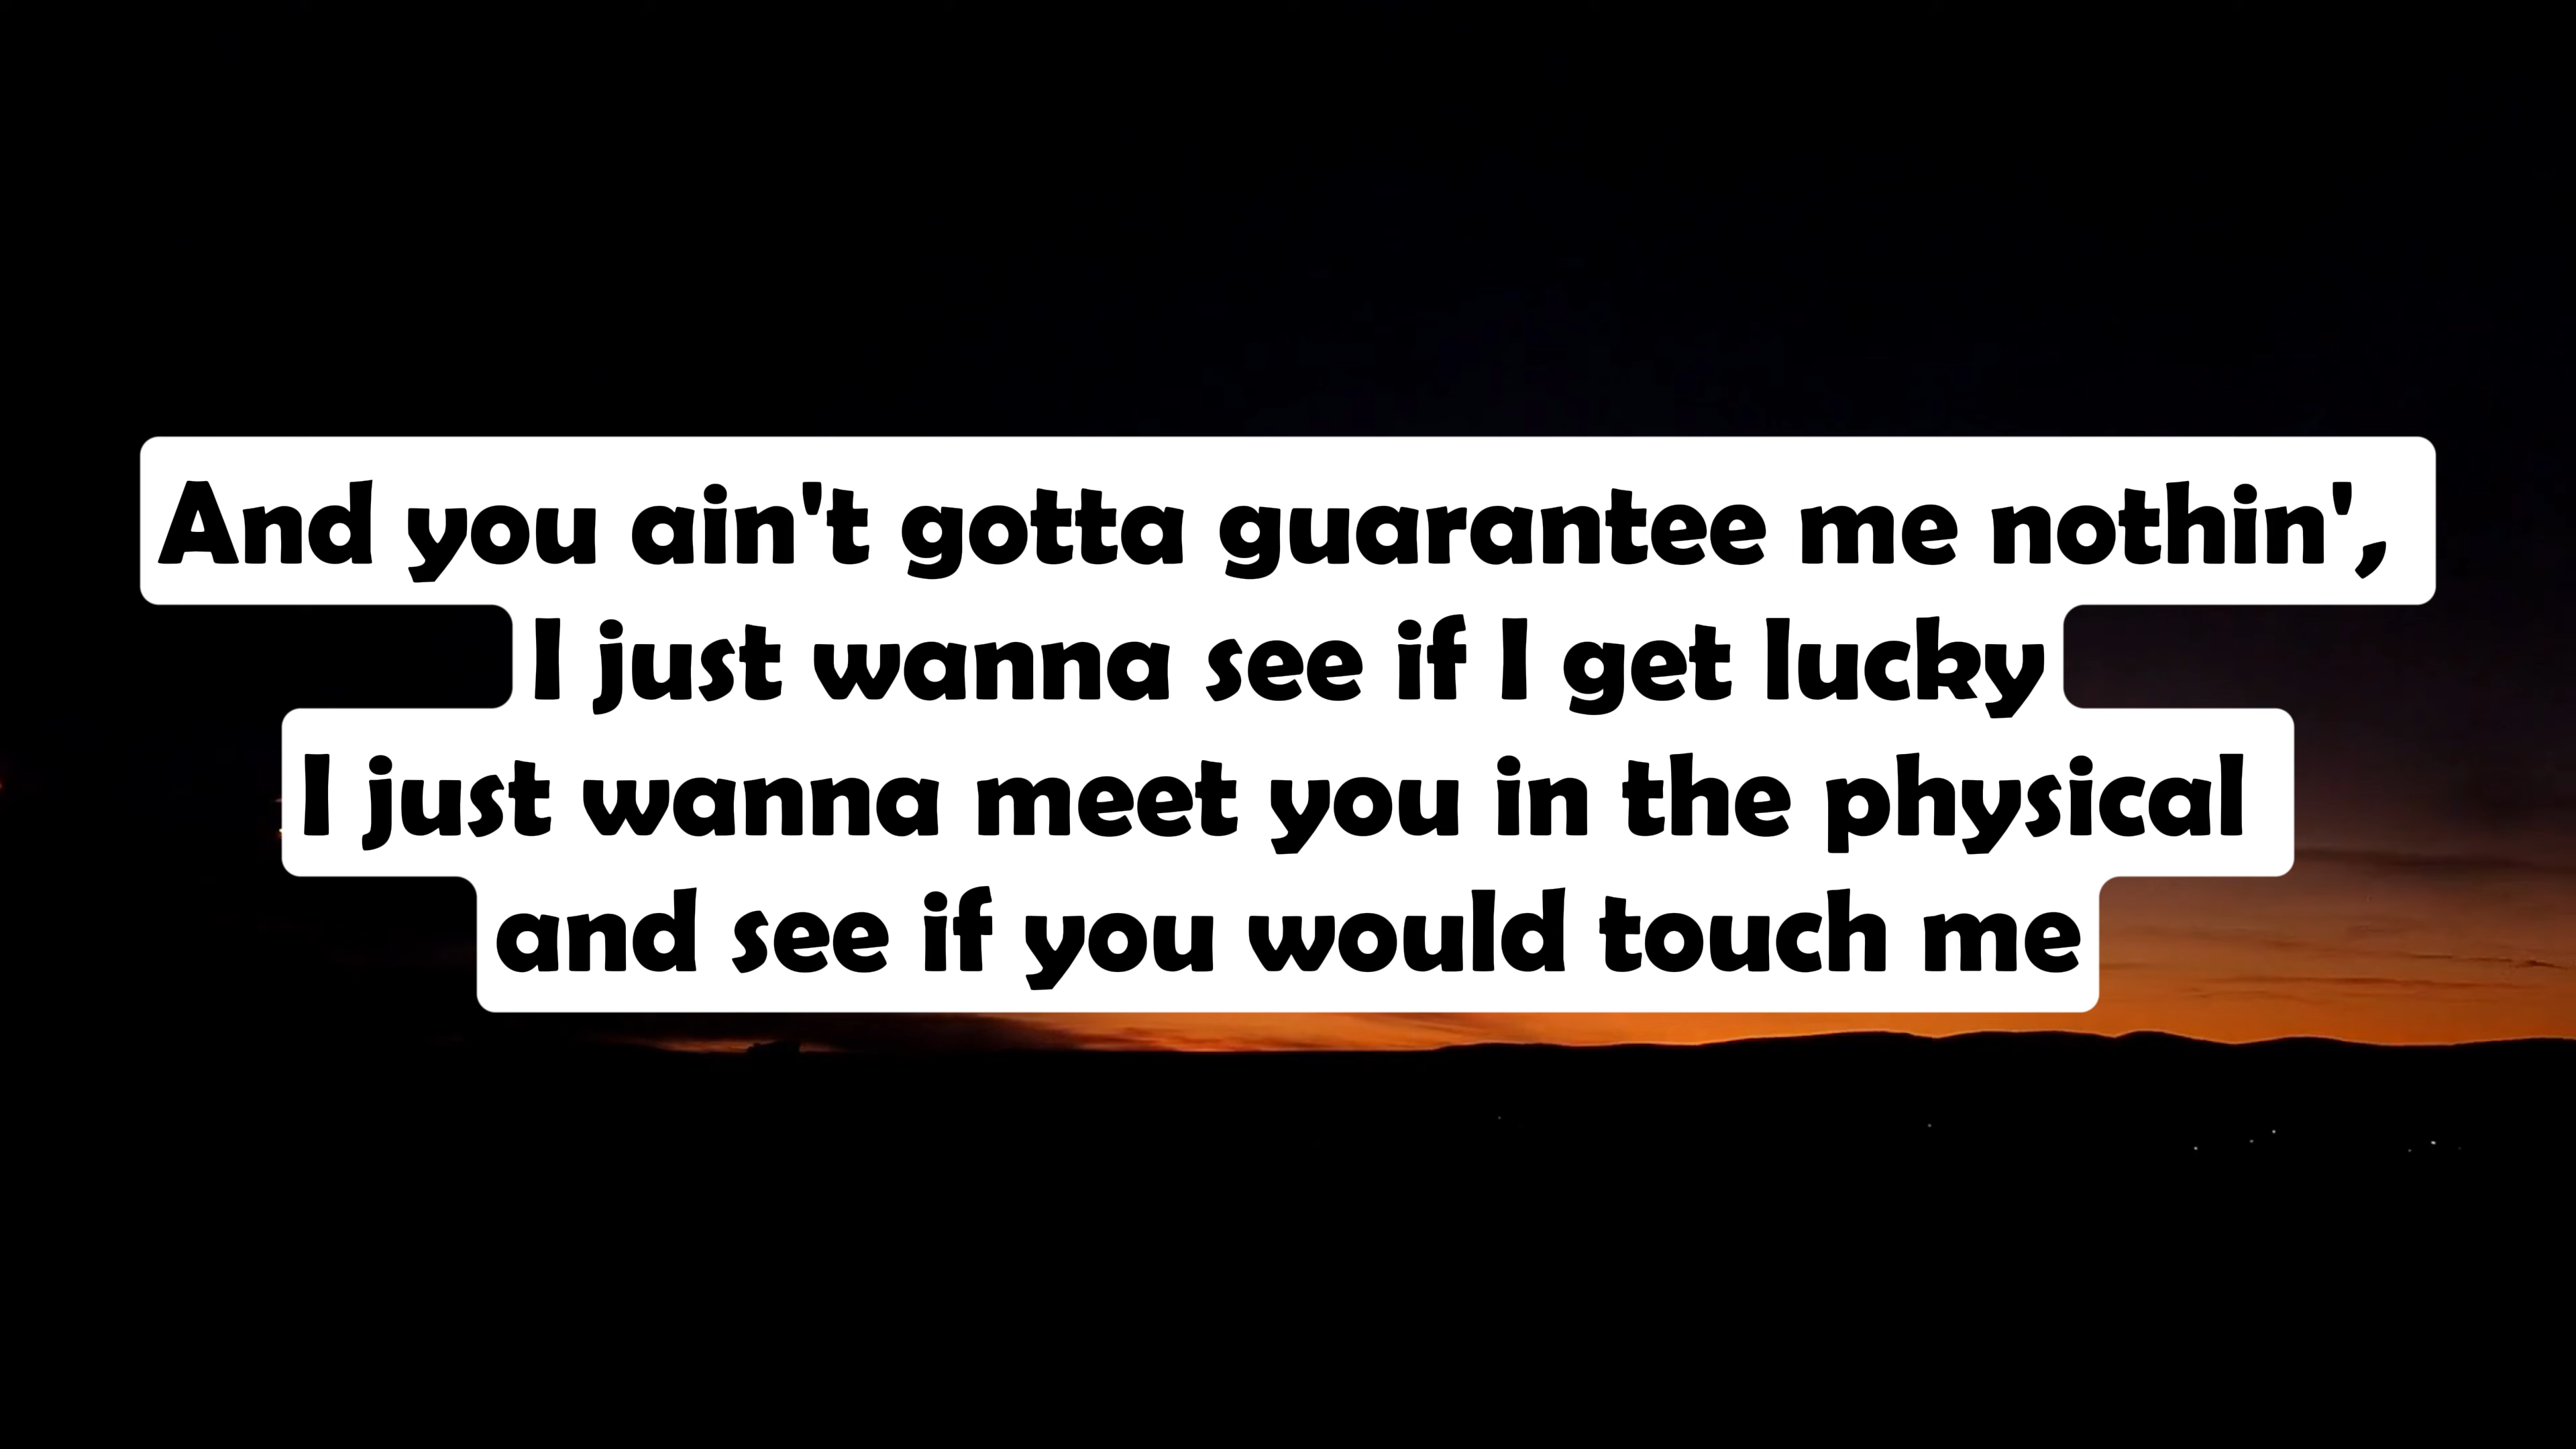 And you ain't gotta guarantee me nothin',
I just wanna see if I get lucky
I just wanna meet you in the physical
and see if you would touch me